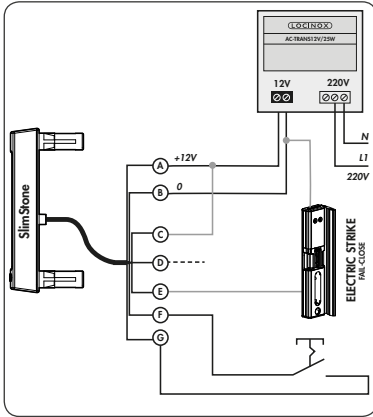 LOCINOX
AC-TRANS12V/25W
12V
220V
N
L1
220V
A
+12V
B
0
C
D
E
F
G
SlimStone
ELECTRIC STRIKE
FAIL-CLOSE